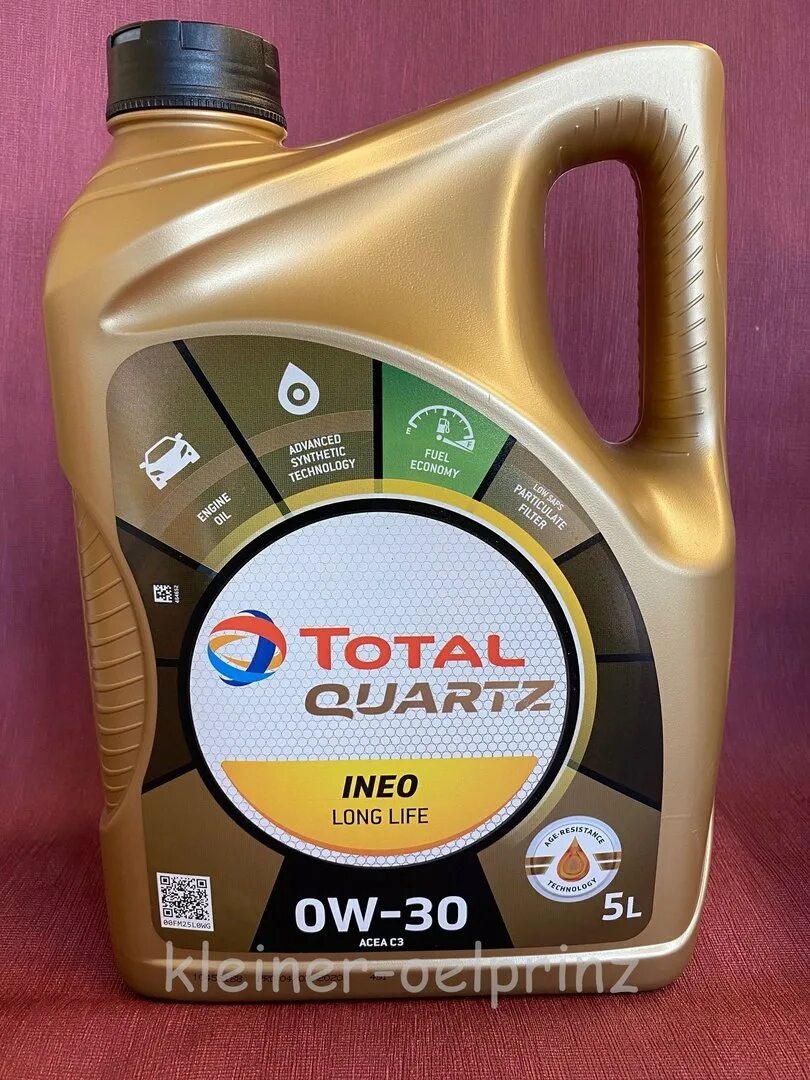 ENGINE
OIL
ADVANCED
SYNTHETIC
TECHNOLOGY
E
F
FUEL
ECONOMY
LOW SAPS
PARTICULATE
FILTER
TOTAL
QUARTZ
INEO
LONG LIFE
AGE-RESISTANCE
TECHNOLOGY
00FM25L0WG
0W-30
5L
ACEA C3
kleiner-oelprinz